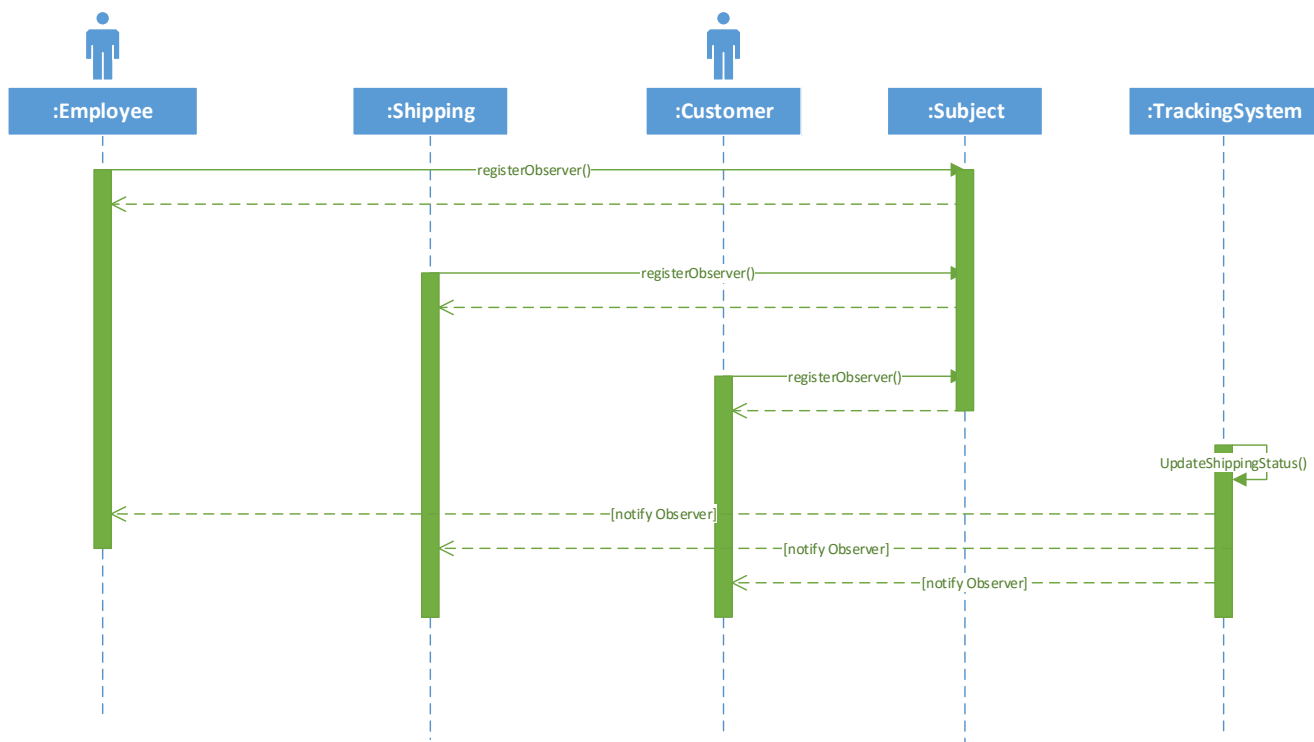 :Employee
:Shipping
:Customer
:Subject
:TrackingSystem
registerObserver()
registerObserver()
registerObserver()
UpdateShippingStatus()
[notify Observer]
[notify Observer]
[notify Observer]